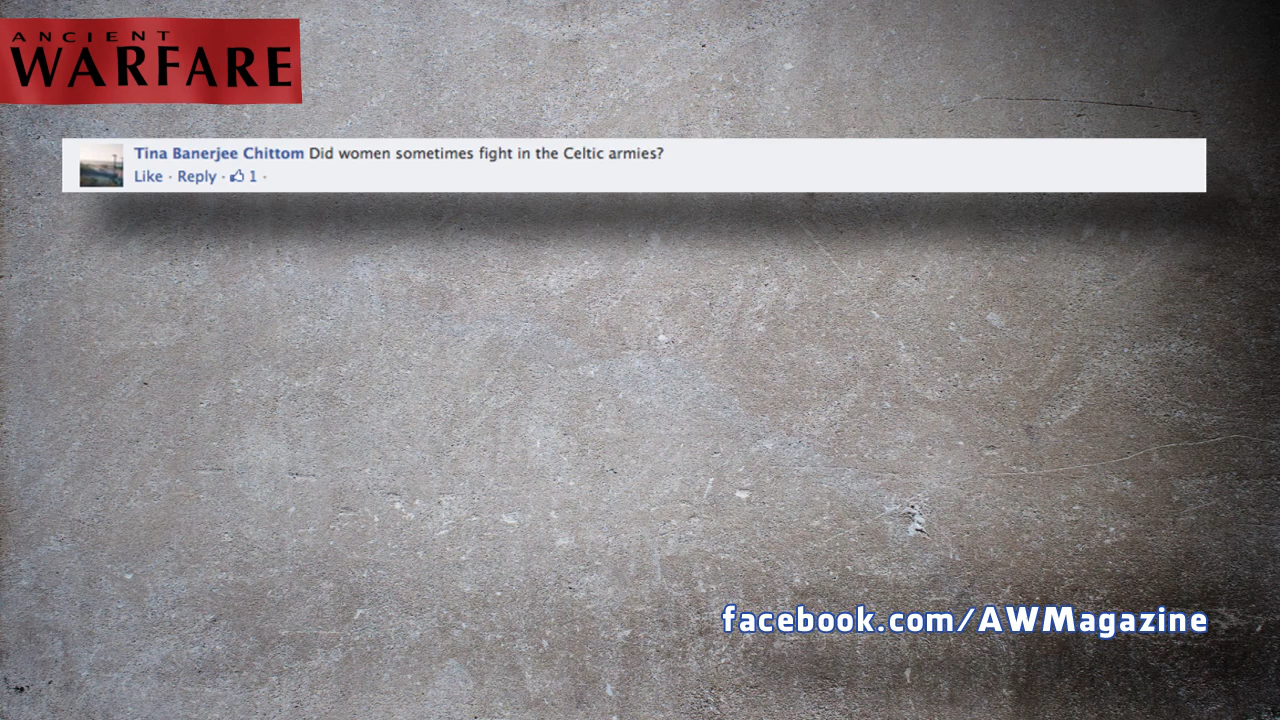 ANCIENT
WARFARE
Tina Banerjee Chittom Did women sometimes fight in the Celtic armies?
Like · Reply · 1 ·
facebook.com/AWMagazine